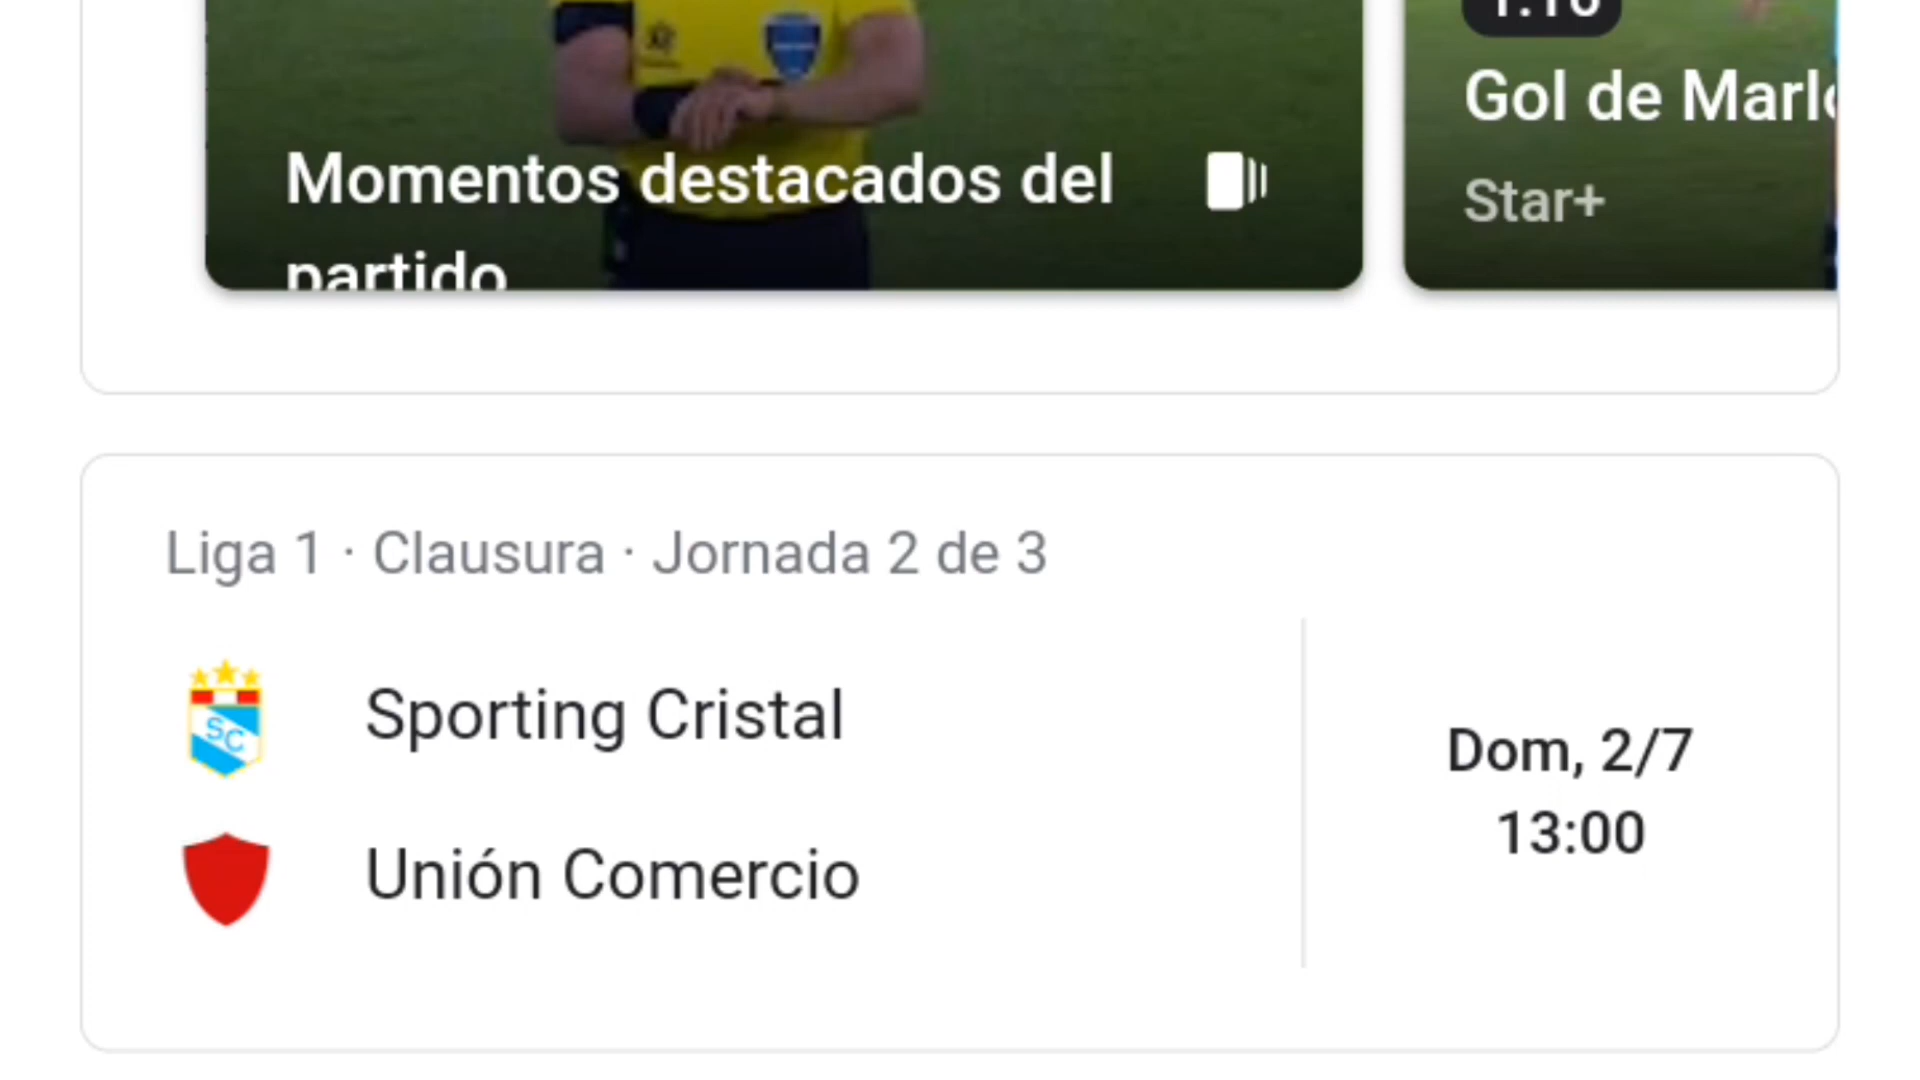 Momentos destacados del
partido
Gol de Marl
Star+
Liga 1 · Clausura · Jornada 2 de 3
Sporting Cristal
SC
Unión Comercio
Dom, 2/7
13:00